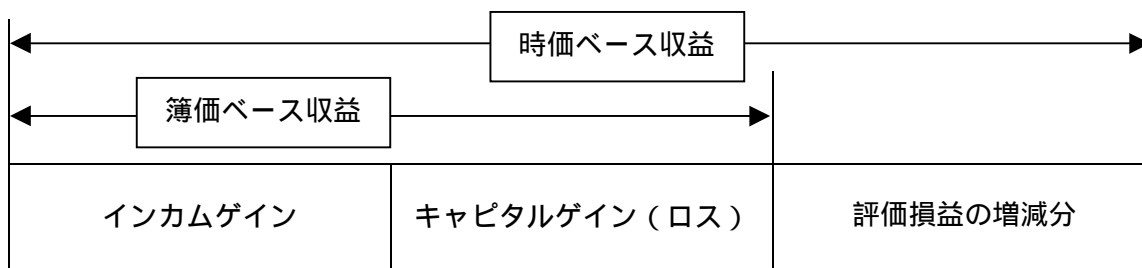 時価ベース収益
簿価ベース収益
インカムゲイン
キャピタルゲイン(ロス)
評価損益の増減分